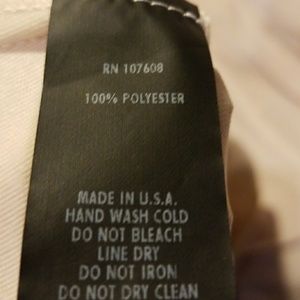 RN 107608
100% POLYESTER
MADE IN U.S.A.
HAND WASH COLD
DO NOT BLEACH
LINE DRY
DO NOT IRON
DO NOT DRY CLEAN